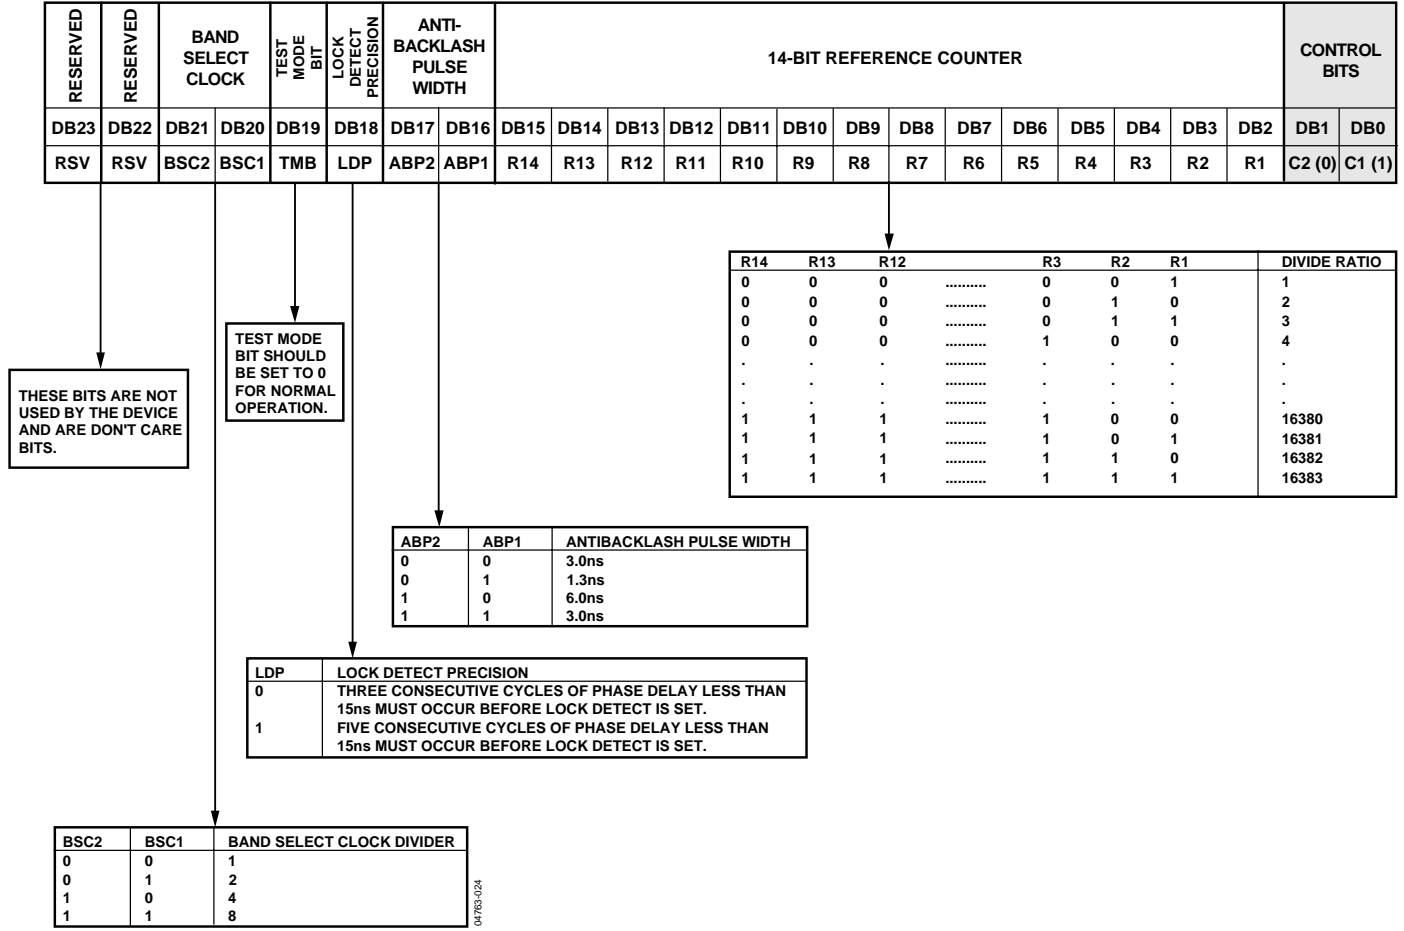 RESERVED
RESERVED
BAND
SELECT
CLOCK
TEST
MODE
BIT
LOCK
DETECT
PRECISION
ANTI-
BACKLASH
PULSE
WIDTH
14-BIT REFERENCE COUNTER
CONTROL
BITS
DB23 DB22 DB21 DB20 DB19 DB18 DB17 DB16 DB15 DB14 DB13 DB12 DB11 DB10 DB9 DB8 DB7 DB6 DB5 DB4 DB3 DB2 DB1 DB0
RSV RSV BSC2 BSC1 TMB LDP ABP2 ABP1 R14 R13 R12 R11 R10 R9 R8 R7 R6 R5 R4 R3 R2 R1 C2 (0) C1 (1)
R14 R13 R12 R3 R2 R1 DIVIDE RATIO
0 0 0 .......... 0 0 1 1
0 0 0 .......... 0 1 0 2
0 0 0 .......... 0 1 1 3
0 0 0 .......... 1 0 0 4
. . . .......... . . . .
. . . .......... . . . .
. . . .......... . . . .
1 1 1 .......... 1 0 0 16380
1 1 1 .......... 1 0 1 16381
1 1 1 .......... 1 1 0 16382
1 1 1 .......... 1 1 1 16383
TEST MODE
BIT SHOULD
BE SET TO 0
FOR NORMAL
OPERATION.
THESE BITS ARE NOT
USED BY THE DEVICE
AND ARE DON'T CARE
BITS.
ABP2 ABP1 ANTIBACKLASH PULSE WIDTH
0 0 3.0ns
0 1 1.3ns
1 0 6.0ns
1 1 3.0ns
LDP LOCK DETECT PRECISION
0 THREE CONSECUTIVE CYCLES OF PHASE DELAY LESS THAN
15ns MUST OCCUR BEFORE LOCK DETECT IS SET.
1 FIVE CONSECUTIVE CYCLES OF PHASE DELAY LESS THAN
15ns MUST OCCUR BEFORE LOCK DETECT IS SET.
BSC2 BSC1 BAND SELECT CLOCK DIVIDER
0 0 1
0 1 2
1 0 4
1 1 8
04763-024